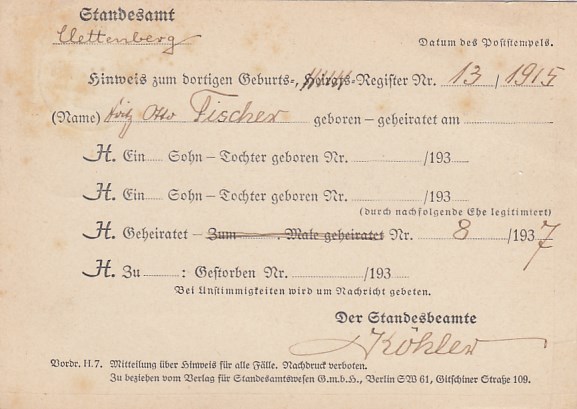 Standesamt
Clettenberg
Datum des Poststempels.
Hinweis zum dortigen Geburts-, Heirats-Register Nr. 13 / 1915
(Name) Fritz Otto Fischer geboren – geheiratet am
H. Ein Sohn – Tochter geboren Nr. /193
H. Ein Sohn – Tochter geboren Nr. /193
(durch nachfolgende Ehe legitimiert)
H. Geheiratet – Zum . Male geheiratet Nr. 8 /1937
H. Zu : Gestorben Nr. /193
Bei Unstimmigkeiten wird um Nachricht gebeten.
Der Standesbeamte
Köhler
Vordr. H.7. Mitteilung über Hinweis für alle Fälle. Nachdruck verboten.
Zu beziehen vom Verlag für Standesamtswesen G.m.b.H., Berlin SW 61, Gitschiner Straße 109.